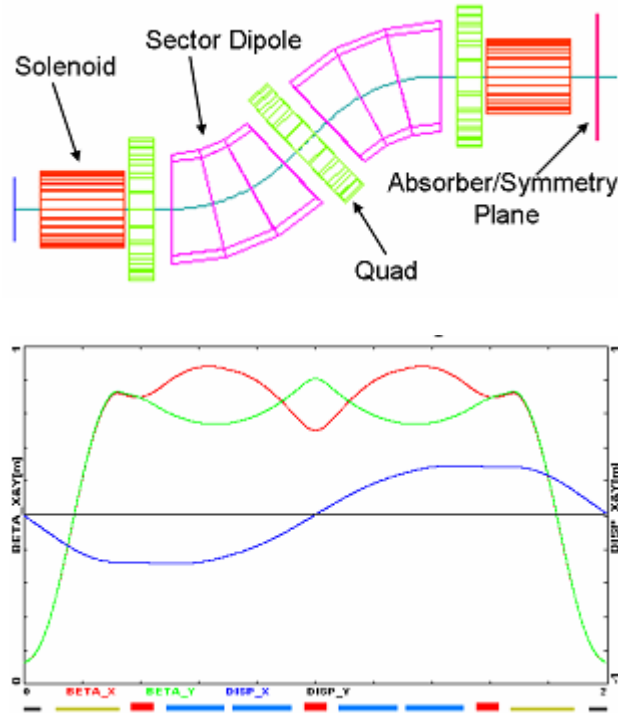 Sector Dipole
Solenoid
Absorber/Symmetry
Plane
Quad
1
1
BETA_X&Y[m]
DISP_X&Y[m]
0
-1
0
BETA_X
BETA_Y
DISP_X
DISP_Y
2